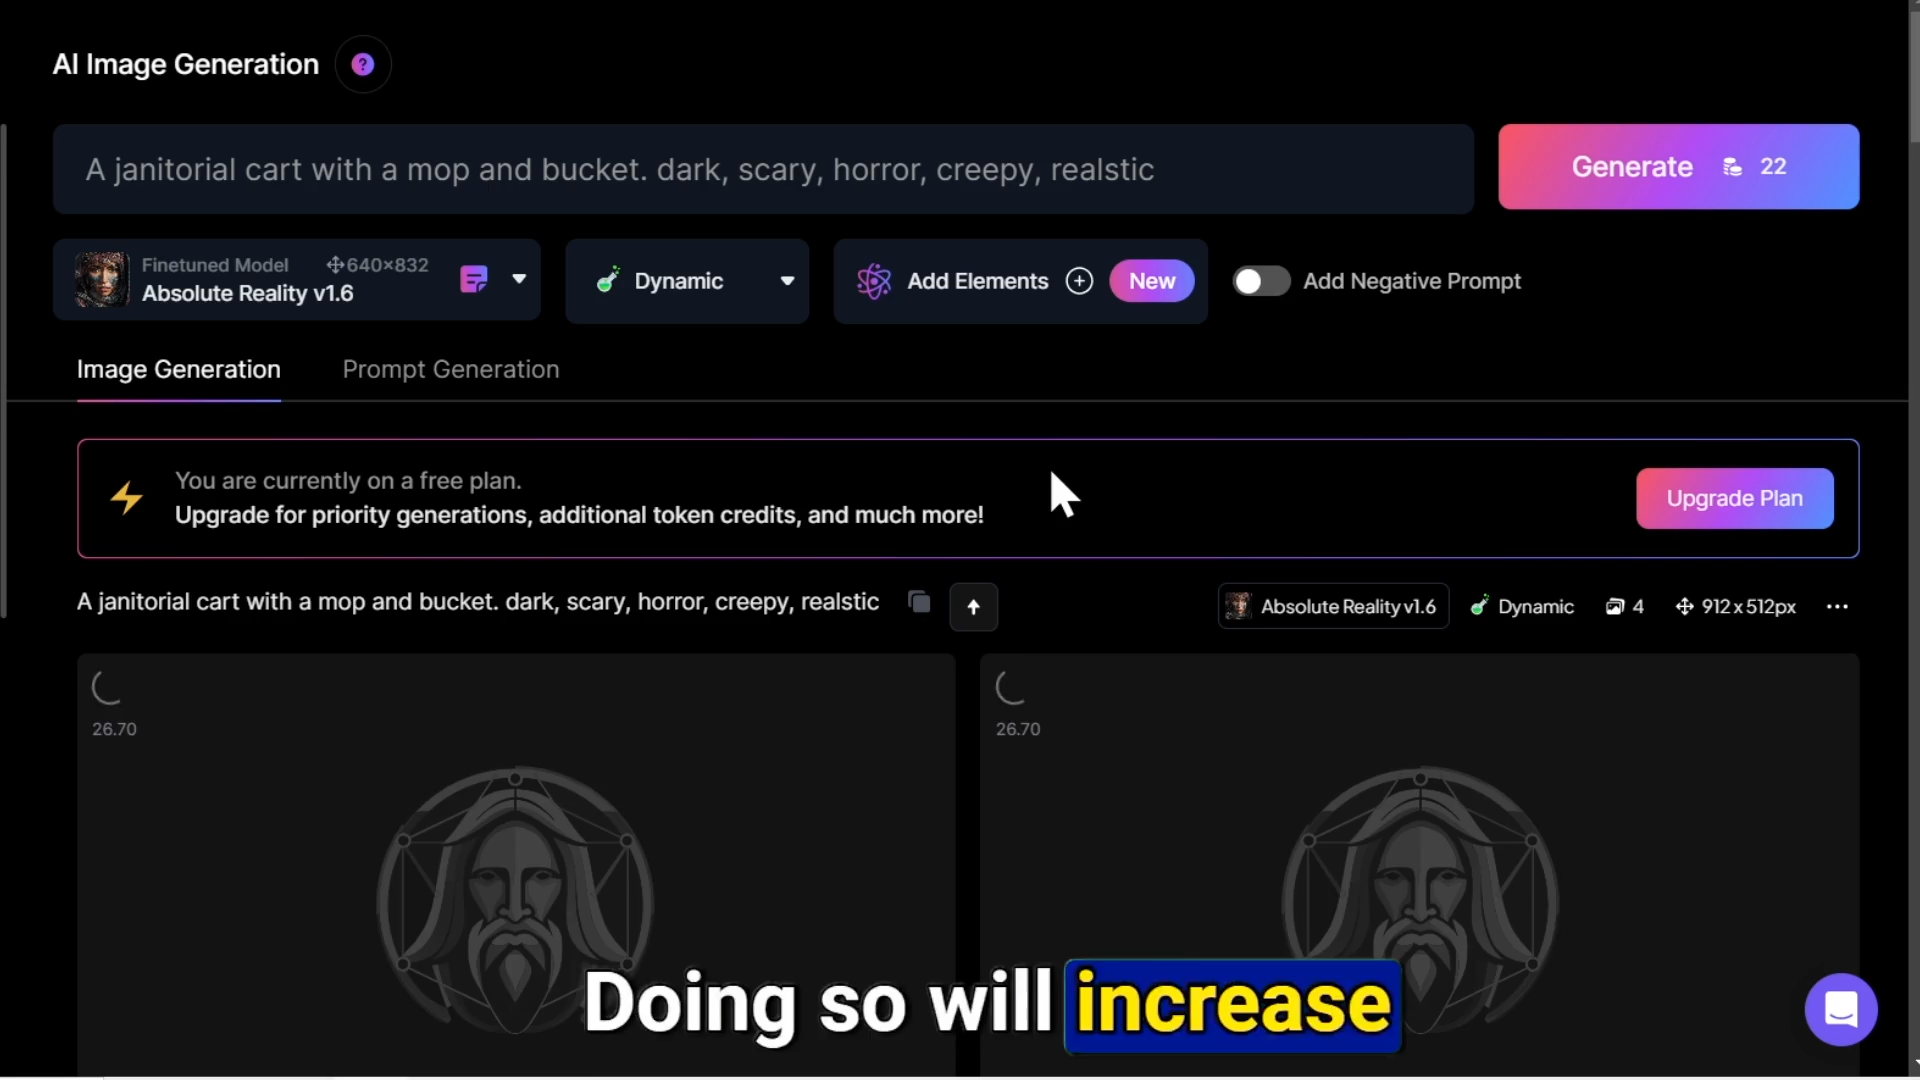 AI Image Generation ?
A janitorial cart with a mop and bucket. dark, scary, horror, creepy, realstic
Generate 22
Finetuned Model 640×832
Absolute Reality v1.6
Dynamic
Add Elements New
Add Negative Prompt
Image Generation Prompt Generation
You are currently on a free plan.
Upgrade for priority generations, additional token credits, and much more!
Upgrade Plan
A janitorial cart with a mop and bucket. dark, scary, horror, creepy, realstic
Absolute Reality v1.6 Dynamic 4 912 x 512px
26.70 26.70
Doing so will increase